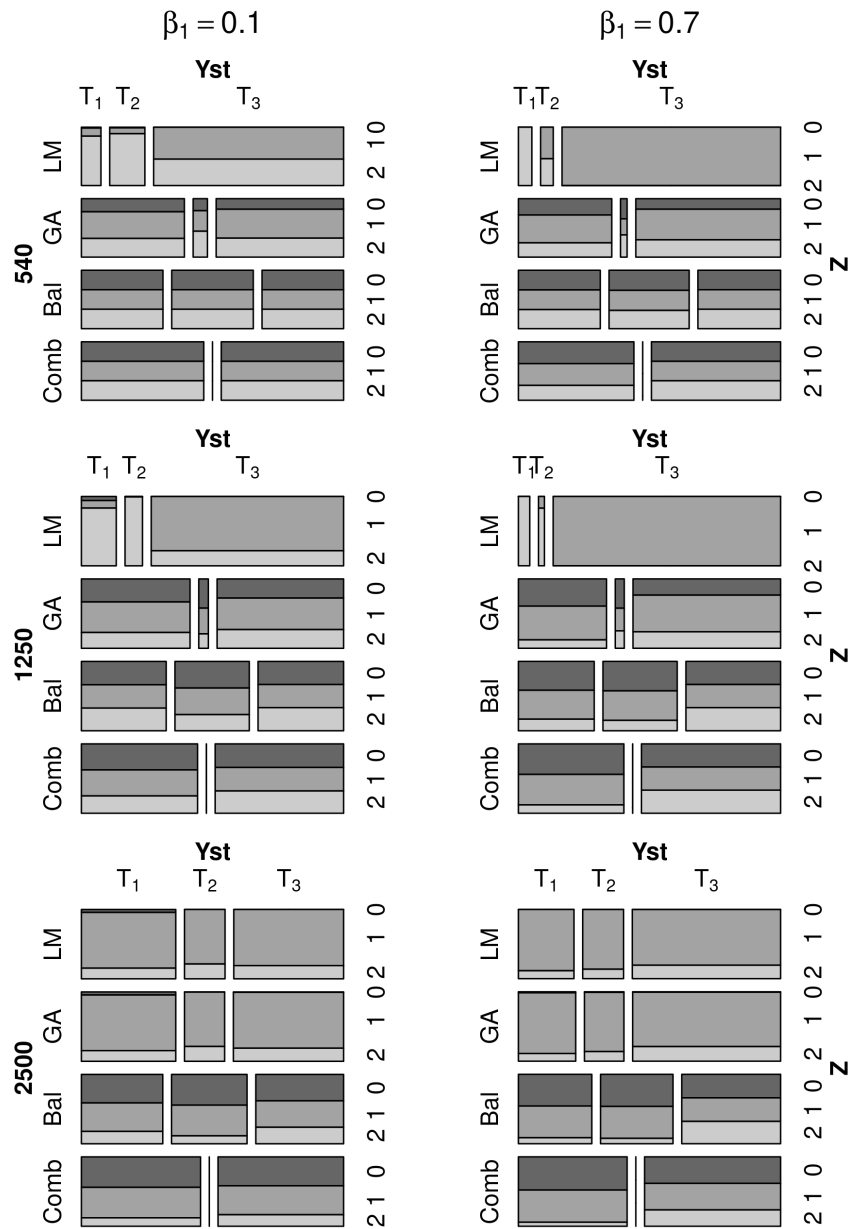 β₁ = 0.1
β₁ = 0.7
Yst
T₁ T₂ T₃
540
LM
1 0
2
GA
2 1 0
Bal
2 1 0
Comb
2 1 0
Yst
T₁ T₂ T₃
LM
0
1
2
GA
2 1 0
Bal
2 1 0
Comb
2 1 0
Z
Yst
T₁ T₂ T₃
1250
LM
0
1
2
GA
2 1 0
Bal
2 1 0
Comb
2 1 0
Yst
T₁ T₂ T₃
LM
0
1
2
GA
2 1 0
Bal
2 1 0
Comb
2 1 0
Z
Yst
T₁ T₂ T₃
2500
LM
0
1
2
GA
0
1
2
Bal
2 1 0
Comb
2 1 0
Yst
T₁ T₂ T₃
LM
0
1
2
GA
0
1
2
Bal
2 1 0
Comb
2 1 0
Z